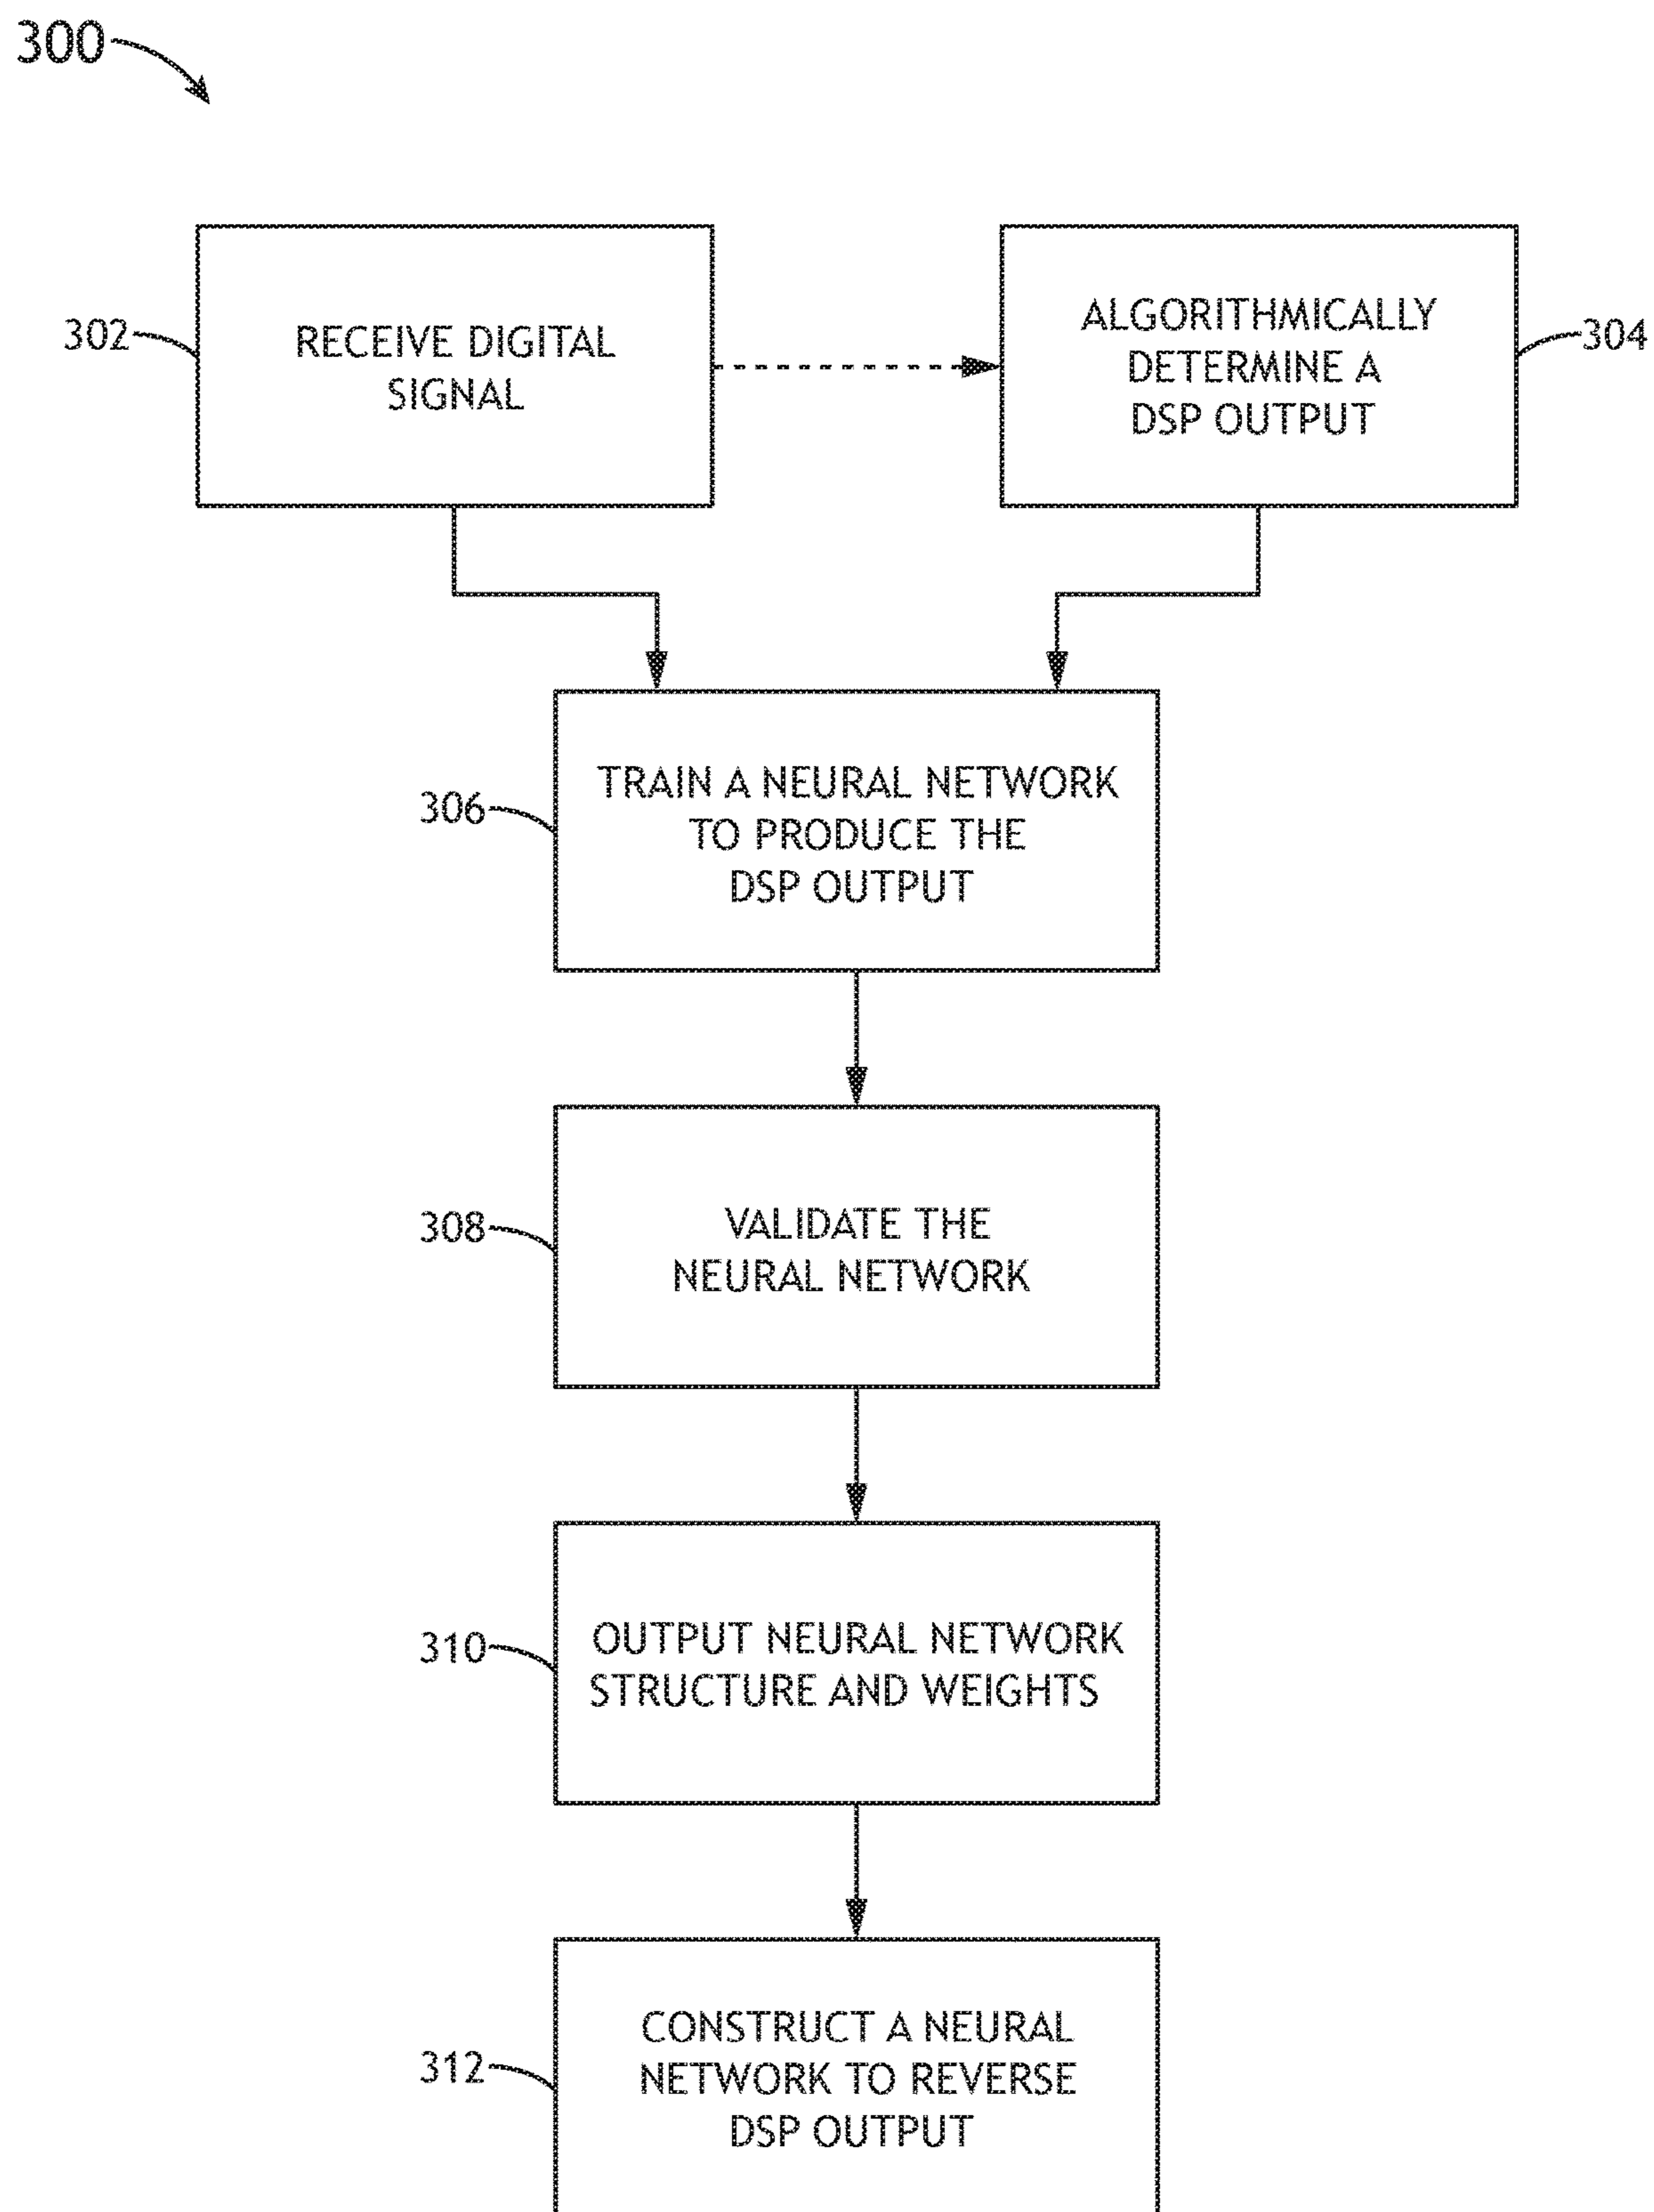 300
302
RECEIVE DIGITAL
SIGNAL
ALGORITHMICALLY
DETERMINE A
DSP OUTPUT
304
306
TRAIN A NEURAL NETWORK
TO PRODUCE THE
DSP OUTPUT
308
VALIDATE THE
NEURAL NETWORK
310
OUTPUT NEURAL NETWORK
STRUCTURE AND WEIGHTS
312
CONSTRUCT A NEURAL
NETWORK TO REVERSE
DSP OUTPUT